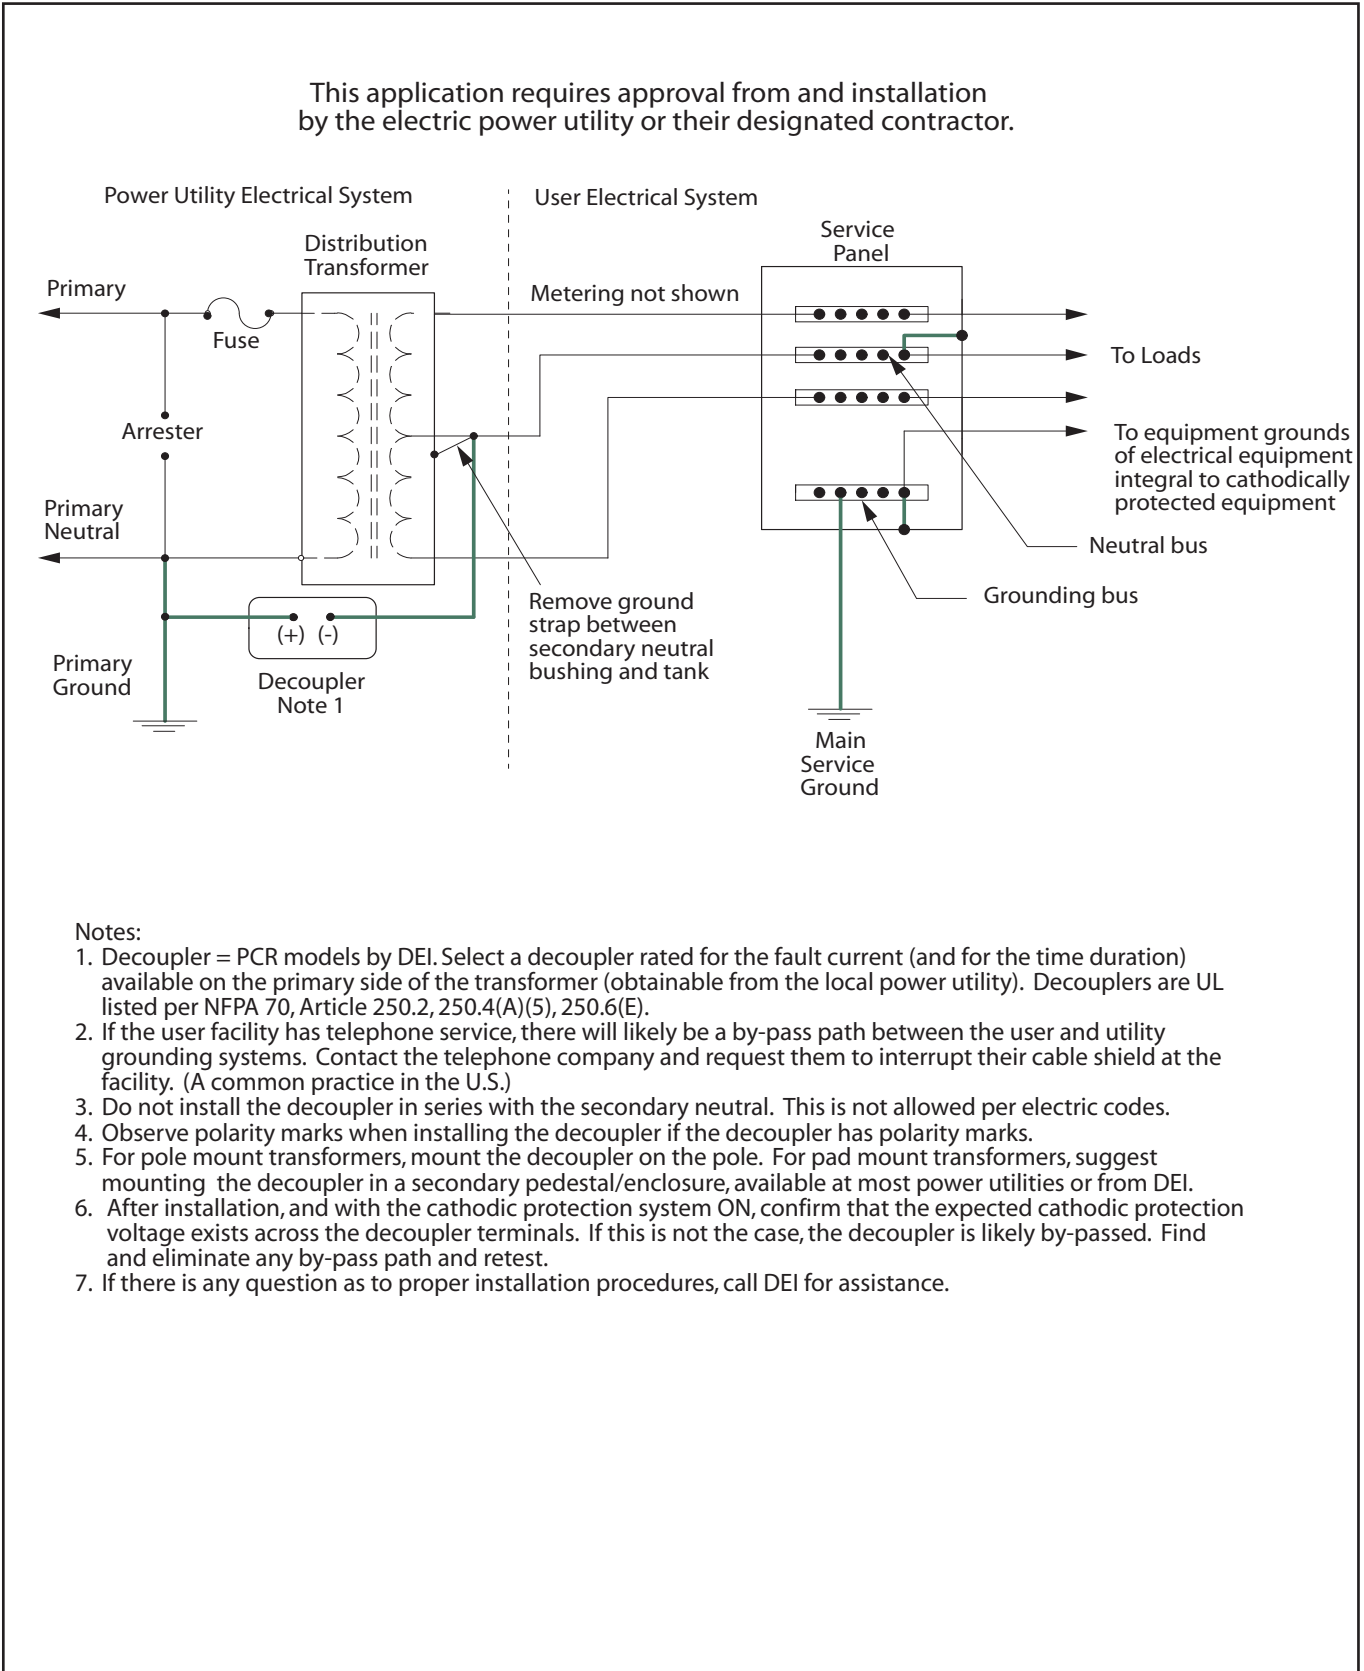 This application requires approval from and installation
by the electric power utility or their designated contractor.
Power Utility Electrical System
User Electrical System
Distribution
Transformer
Service
Panel
Primary
Metering not shown
Fuse
To Loads
Arrester
To equipment grounds
of electrical equipment
integral to cathodically
protected equipment
Primary
Neutral
Neutral bus
Grounding bus
Remove ground
strap between
secondary neutral
bushing and tank
(+) (-)
Primary
Ground
Decoupler
Note 1
Main
Service
Ground
Notes:
1. Decoupler = PCR models by DEI. Select a decoupler rated for the fault current (and for the time duration)
available on the primary side of the transformer (obtainable from the local power utility). Decouplers are UL
listed per NFPA 70, Article 250.2, 250.4(A)(5), 250.6(E).
2. If the user facility has telephone service, there will likely be a by-pass path between the user and utility
grounding systems. Contact the telephone company and request them to interrupt their cable shield at the
facility. (A common practice in the U.S.)
3. Do not install the decoupler in series with the secondary neutral. This is not allowed per electric codes.
4. Observe polarity marks when installing the decoupler if the decoupler has polarity marks.
5. For pole mount transformers, mount the decoupler on the pole. For pad mount transformers, suggest
mounting the decoupler in a secondary pedestal/enclosure, available at most power utilities or from DEI.
6. After installation, and with the cathodic protection system ON, confirm that the expected cathodic protection
voltage exists across the decoupler terminals. If this is not the case, the decoupler is likely by-passed. Find
and eliminate any by-pass path and retest.
7. If there is any question as to proper installation procedures, call DEI for assistance.